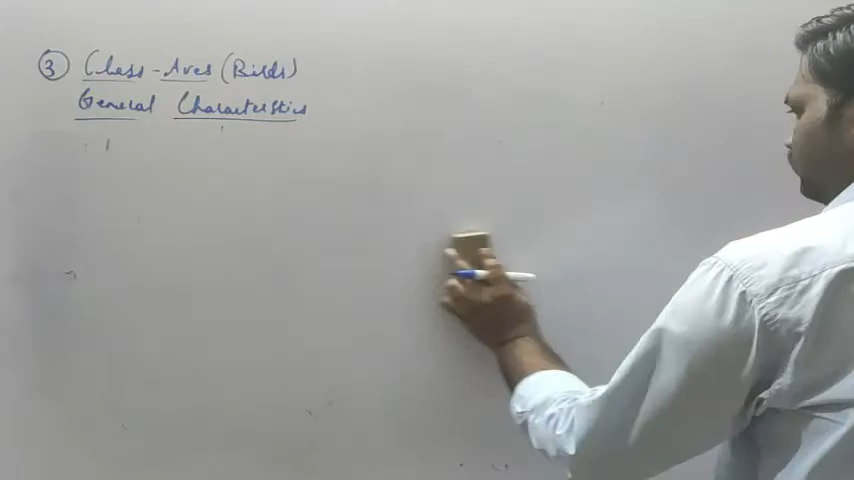 ③ Class - Aves (Birds)
General Characteristics